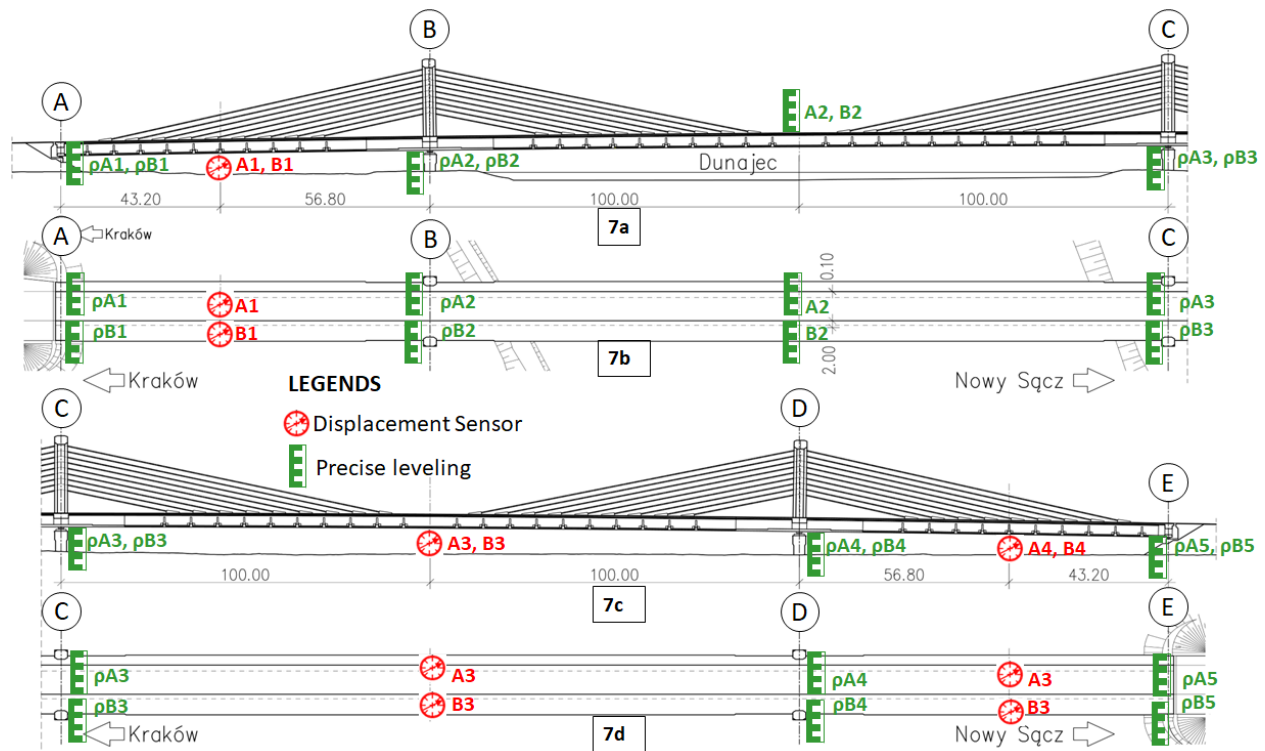 A
B
C
A2, B2
ρA1, ρB1
A1, B1
ρA2, ρB2
Dunajec
ρA3, ρB3
43.20
56.80
100.00
100.00
7a
A
Kraków
B
C
0.10
ρA1
A1
ρA2
A2
ρA3
ρB1
B1
ρB2
B2
ρB3
2.00
7b
Kraków
Nowy Sącz
LEGENDS
Displacement Sensor
Precise leveling
C
D
E
ρA3, ρB3
A3, B3
ρA4, ρB4
A4, B4
ρA5, ρB5
100.00
100.00
56.80
43.20
7c
C
D
E
ρA3
A3
ρA4
A3
ρA5
ρB3
B3
ρB4
B3
ρB5
Kraków
7d
Nowy Sącz